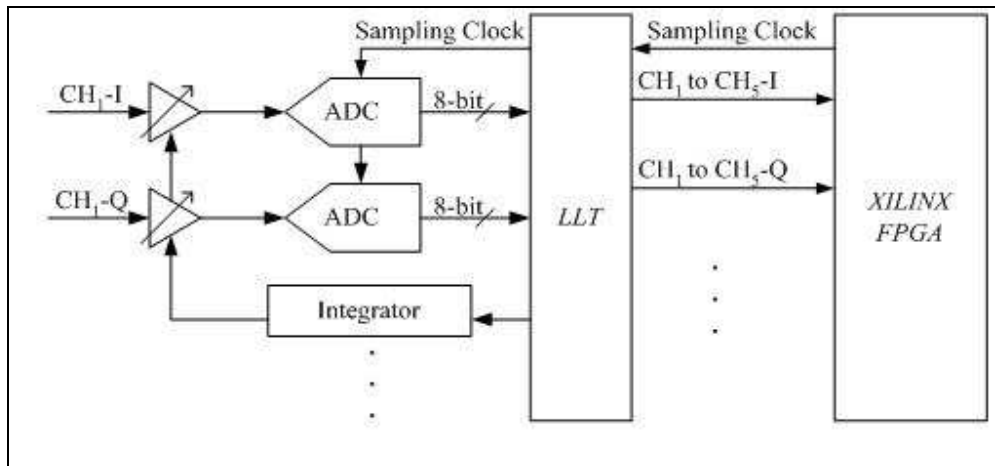 Sampling Clock
Sampling Clock
CH₁-I
ADC
8-bit
CH₁ to CH₅-I
CH₁-Q
ADC
8-bit
LLT
CH₁ to CH₅-Q
XILINX
FPGA
Integrator